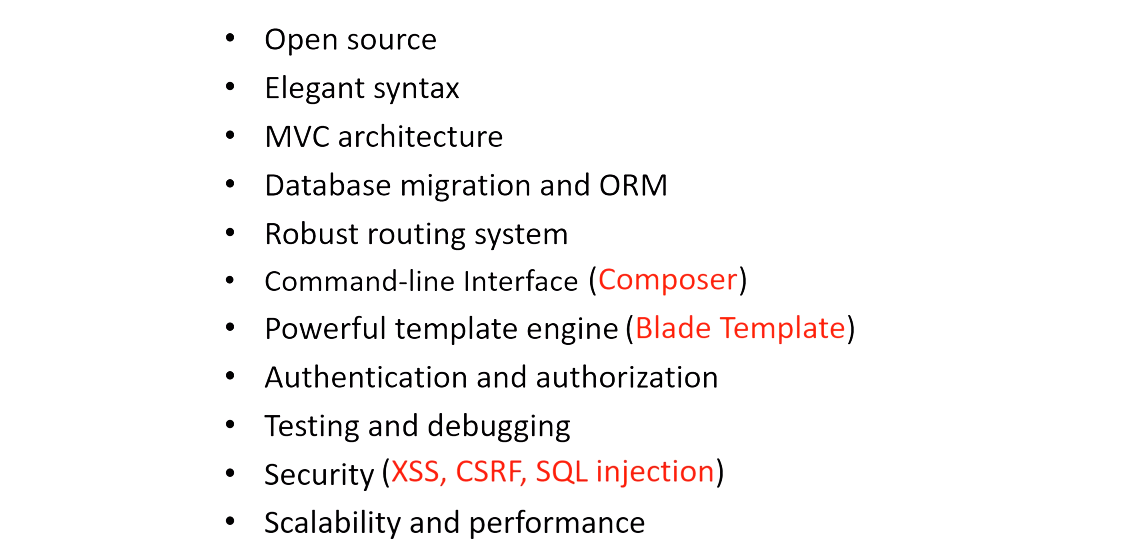 • Open source
• Elegant syntax
• MVC architecture
• Database migration and ORM
• Robust routing system
• Command-line Interface (Composer)
• Powerful template engine (Blade Template)
• Authentication and authorization
• Testing and debugging
• Security (XSS, CSRF, SQL injection)
• Scalability and performance